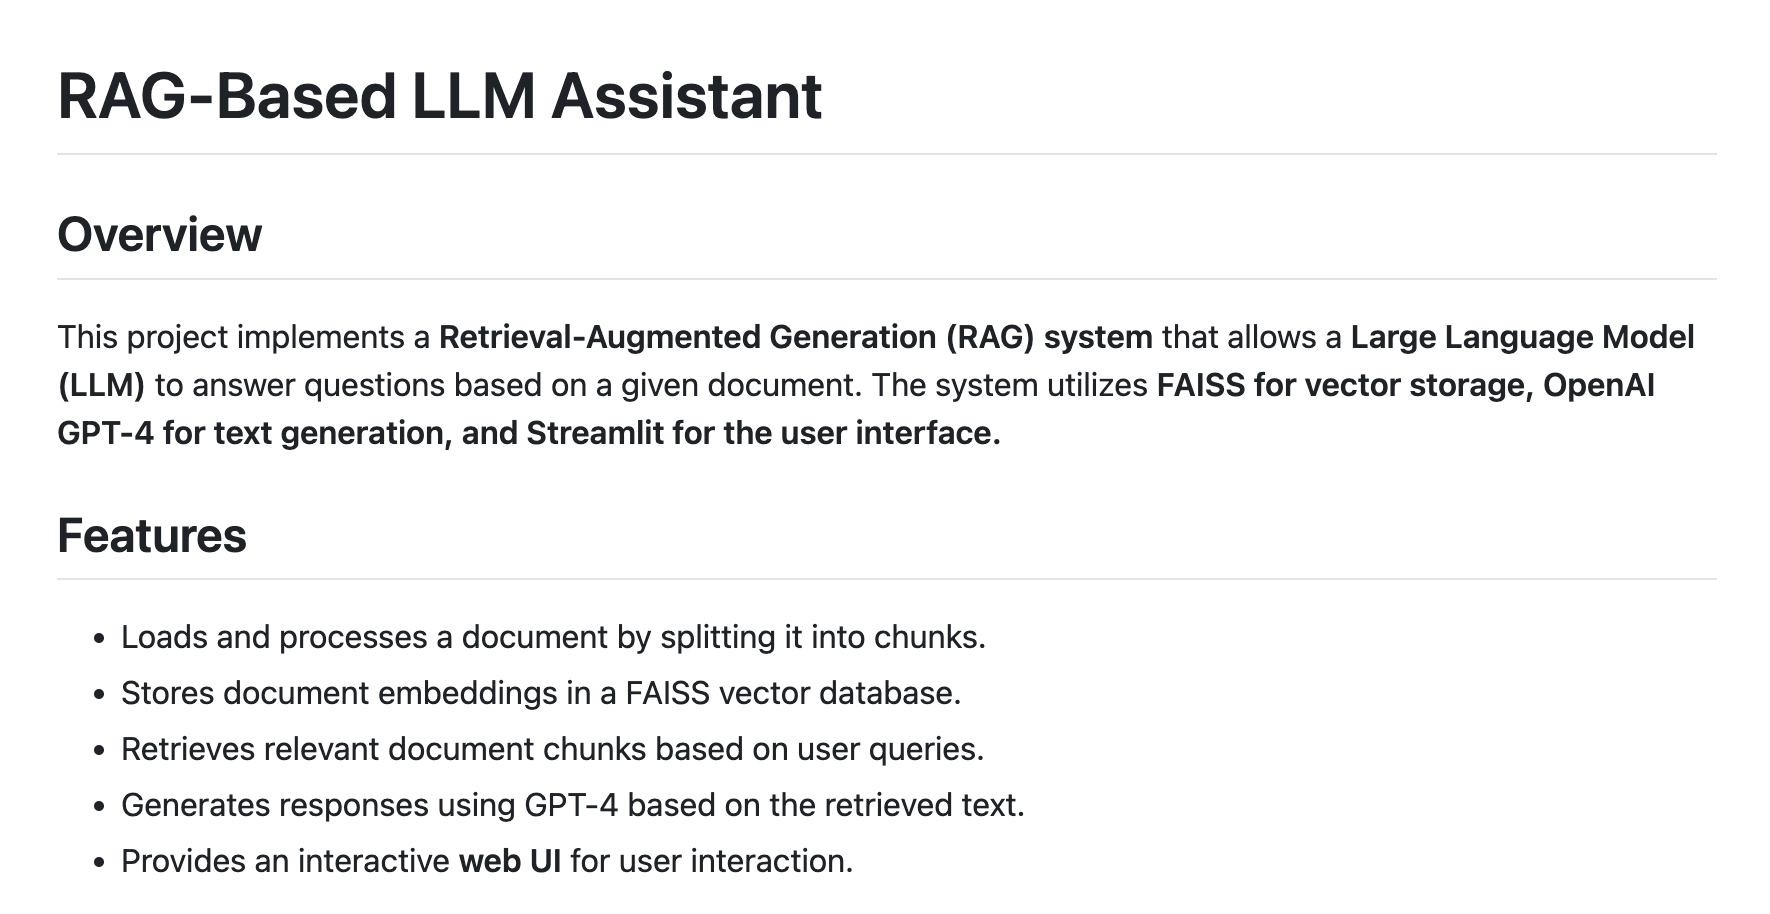 RAG-Based LLM Assistant
Overview
This project implements a Retrieval-Augmented Generation (RAG) system that allows a Large Language Model
(LLM) to answer questions based on a given document. The system utilizes FAISS for vector storage, OpenAI
GPT-4 for text generation, and Streamlit for the user interface.
Features
• Loads and processes a document by splitting it into chunks.
• Stores document embeddings in a FAISS vector database.
• Retrieves relevant document chunks based on user queries.
• Generates responses using GPT-4 based on the retrieved text.
• Provides an interactive web UI for user interaction.